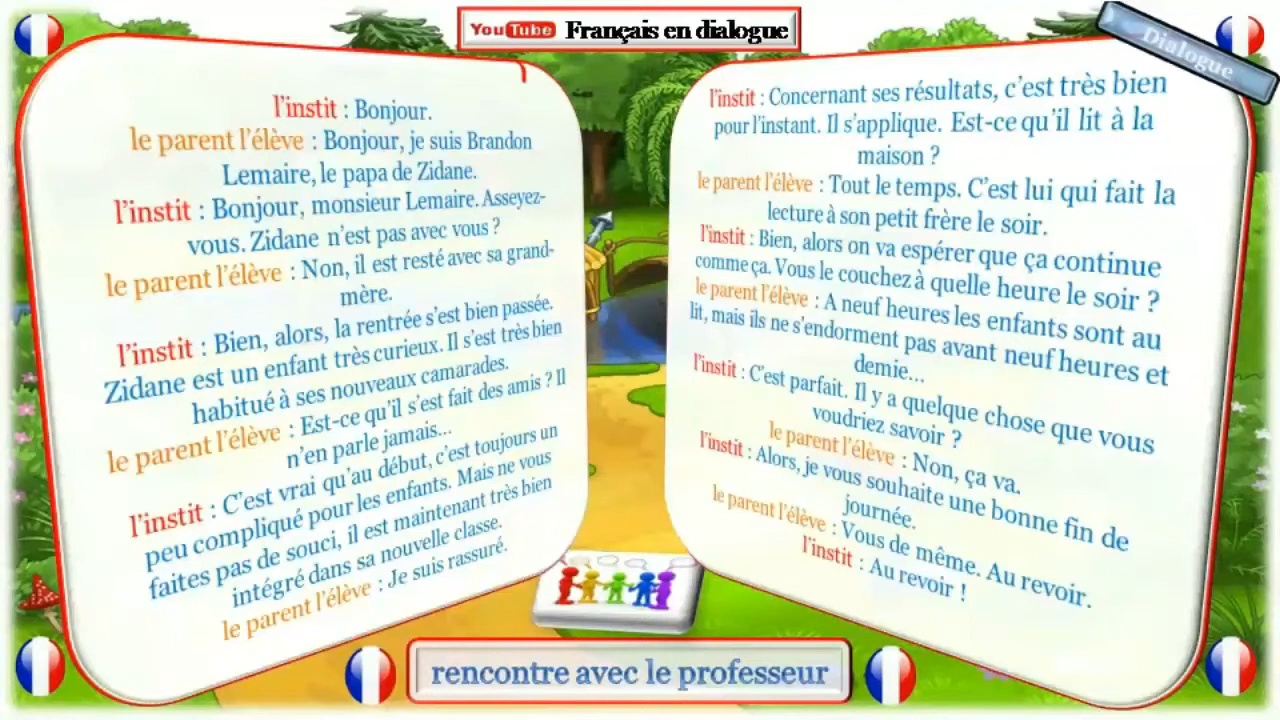 YouTube Français en dialogue
Dialogue
l'instit : Bonjour.
le parent l'élève : Bonjour, je suis Brandon
Lemaire, le papa de Zidane.
l'instit : Bonjour, monsieur Lemaire. Asseyez-
vous. Zidane n'est pas avec vous ?
le parent l'élève : Non, il est resté avec sa grand-
mère.
l'instit : Bien, alors, la rentrée s'est bien passée.
Zidane est un enfant très curieux. Il s'est très bien
habitué à ses nouveaux camarades.
le parent l'élève : Est-ce qu'il s'est fait des amis ? Il
n'en parle jamais…
l'instit : C'est vrai qu'au début, c'est toujours un
peu compliqué pour les enfants. Mais ne vous
faites pas de souci, il est maintenant très bien
intégré dans sa nouvelle classe.
le parent l'élève : Je suis rassuré.
l'instit : Concernant ses résultats, c'est très bien
pour l'instant. Il s'applique. Est-ce qu'il lit à la
maison ?
le parent l'élève : Tout le temps. C'est lui qui fait la
lecture à son petit frère le soir.
l'instit : Bien, alors on va espérer que ça continue
comme ça. Vous le couchez à quelle heure le soir ?
le parent l'élève : A neuf heures les enfants sont au
lit, mais ils ne s'endorment pas avant neuf heures et
demie…
l'instit : C'est parfait. Il y a quelque chose que vous
voudriez savoir ?
le parent l'élève : Non, ça va.
l'instit : Alors, je vous souhaite une bonne fin de
journée.
le parent l'élève : Vous de même. Au revoir.
l'instit : Au revoir !
rencontre avec le professeur